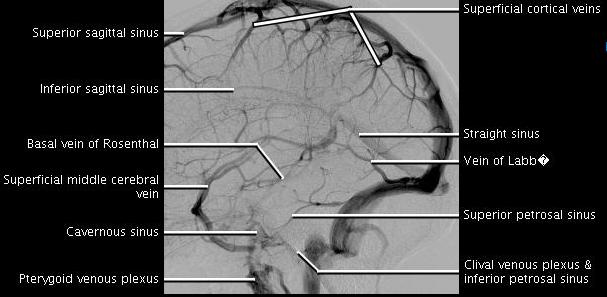 Superficial cortical veins
Superior sagittal sinus
Inferior sagittal sinus
Straight sinus
Basal vein of Rosenthal
Vein of Labb�
Superficial middle cerebral
vein
Superior petrosal sinus
Cavernous sinus
Clival venous plexus &
inferior petrosal sinus
Pterygoid venous plexus